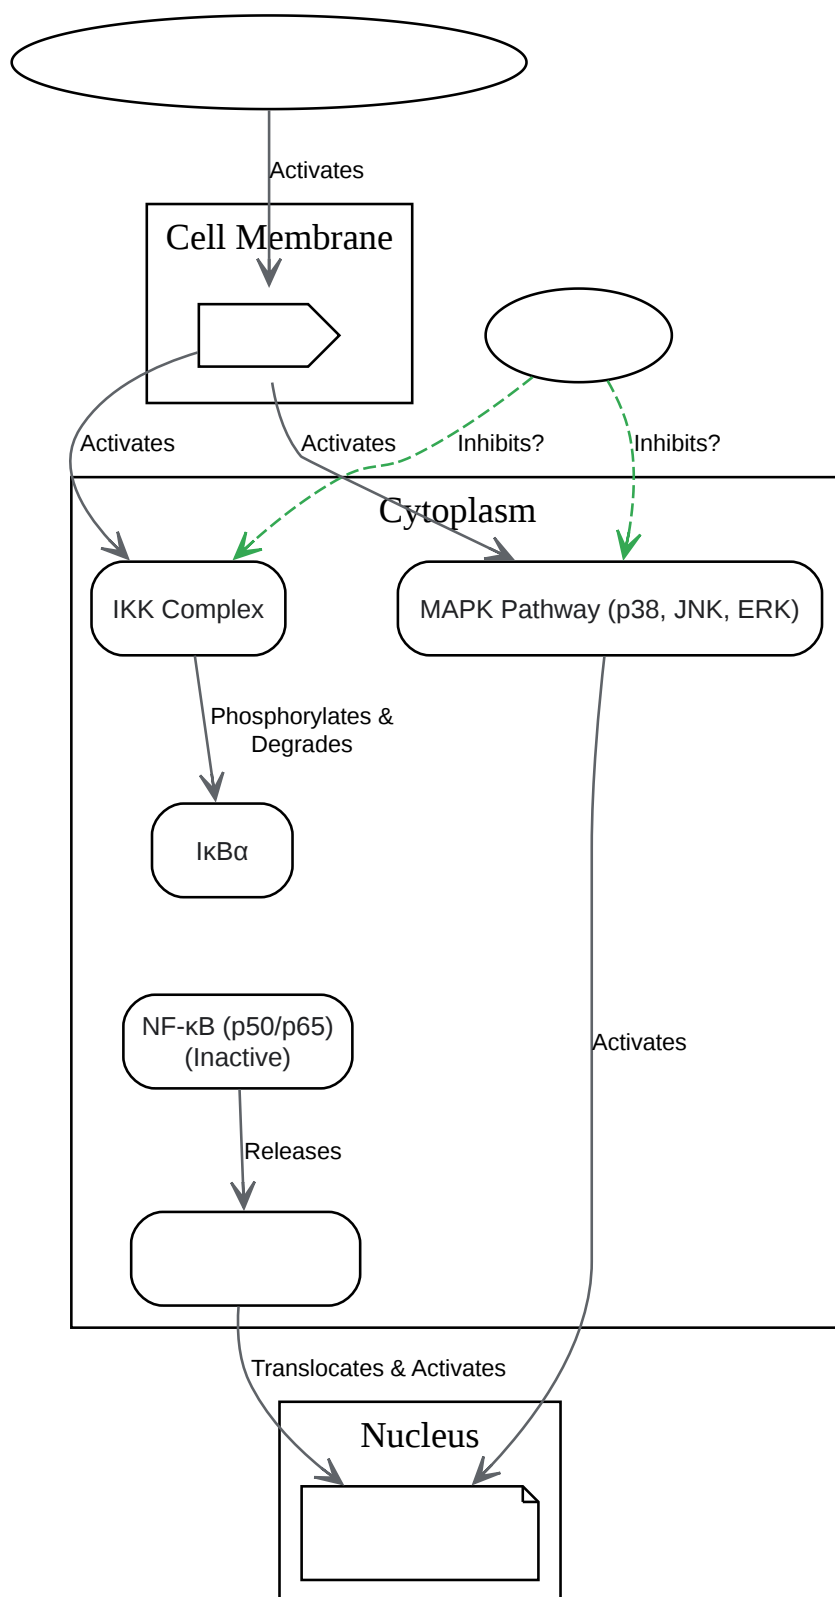 Activates
Cell Membrane
Activates
Activates
Inhibits?
Inhibits?
Cytoplasm
IKK Complex
MAPK Pathway (p38, JNK, ERK)
Phosphorylates &
Degrades
IκBα
NF-κB (p50/p65)
(Inactive)
Activates
Releases
Translocates & Activates
Nucleus